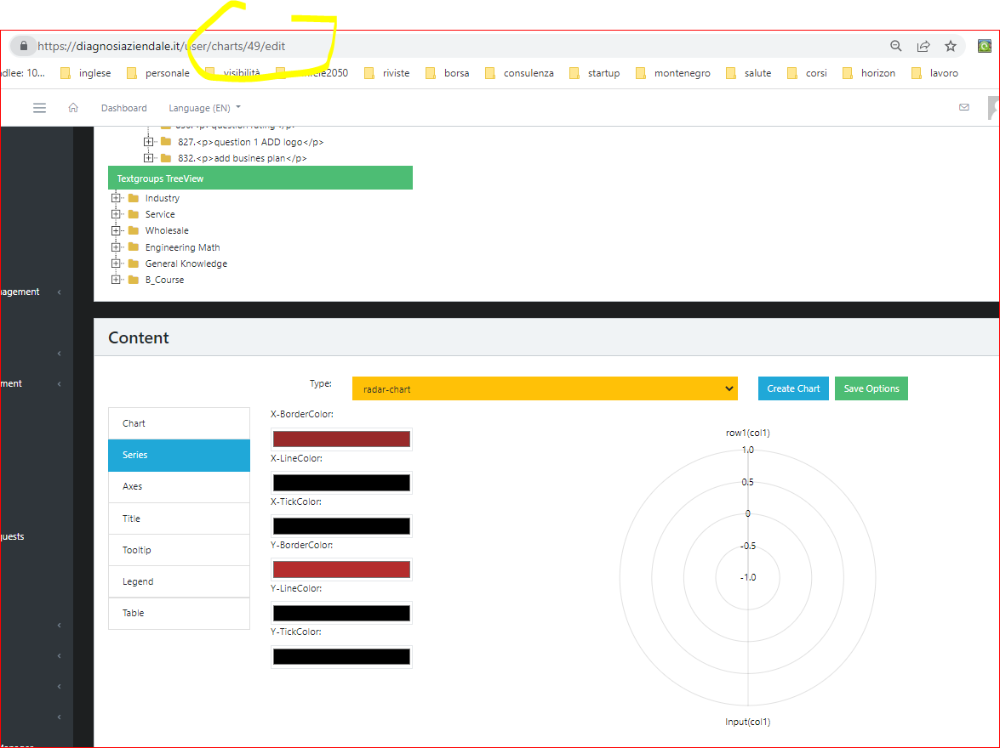 https://diagnosiaziendale.it/user/charts/49/edit
dlee: 10... inglese personale visibilità riviste borsa consulenza startup montenegro salute corsi horizon lavoro
Dashboard Language (EN)
827.<p>question 1 ADD logo</p>
832.<p>add busines plan</p>
Textgroups TreeView
Industry
Service
Wholesale
Engineering Math
General Knowledge
B_Course
agement
ment
uests
Content
Type: radar-chart Create Chart Save Options
Chart
Series
Axes
Title
Tooltip
Legend
Table
X-BorderColor:
X-LineColor:
X-TickColor:
Y-BorderColor:
Y-LineColor:
Y-TickColor:
row1(col1)
1.0
0.5
0
-0.5
-1.0
Input(col1)